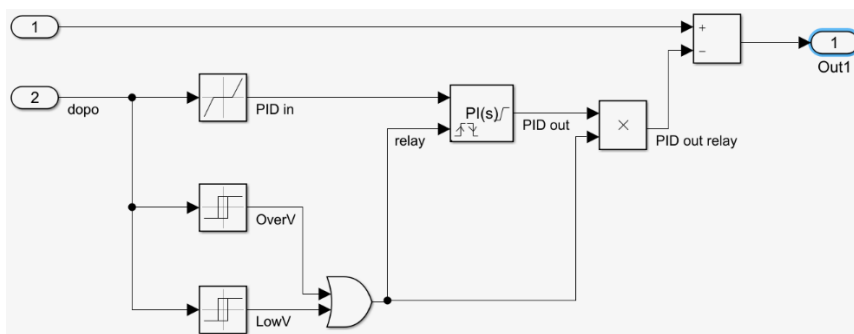 1
+
−
1
Out1
2
dopo
PID in
PI(s)
PID out
relay
×
PID out relay
OverV
LowV